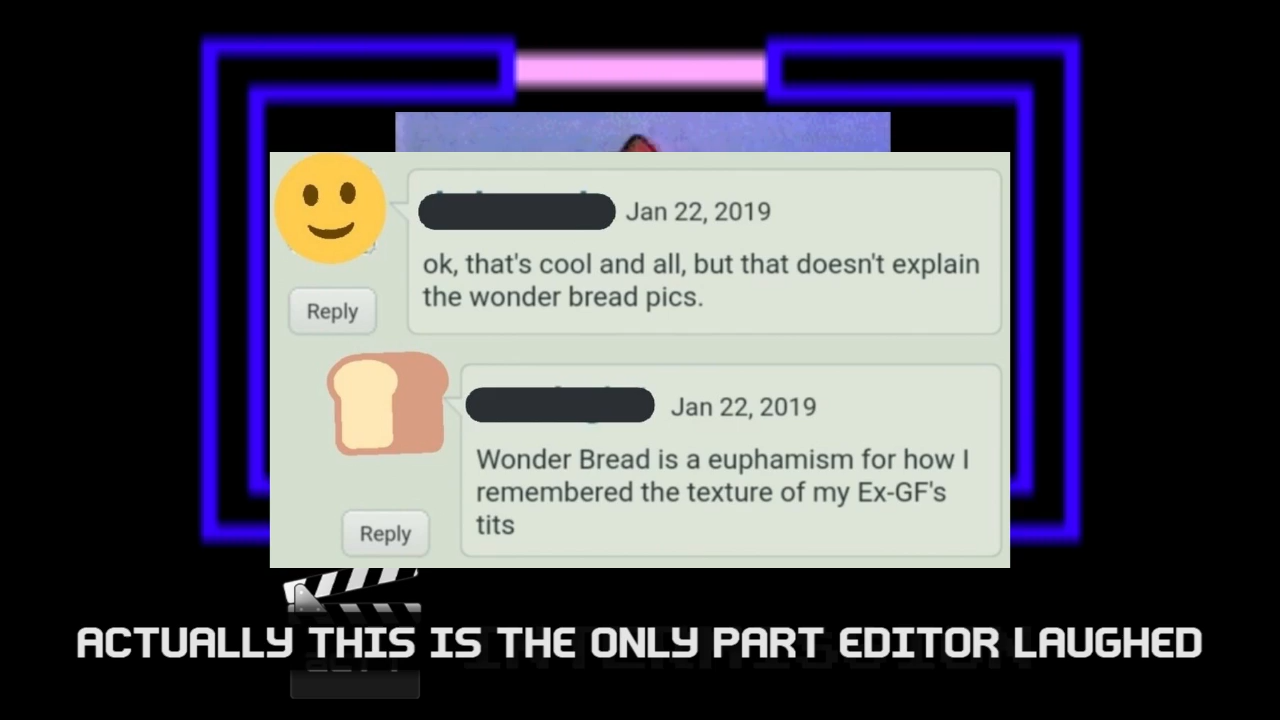 Jan 22, 2019
ok, that's cool and all, but that doesn't explain
the wonder bread pics.
Reply
Jan 22, 2019
Wonder Bread is a euphamism for how I
remembered the texture of my Ex-GF's
tits
Reply
ACTUALLY THIS IS THE ONLY PART EDITOR LAUGHED